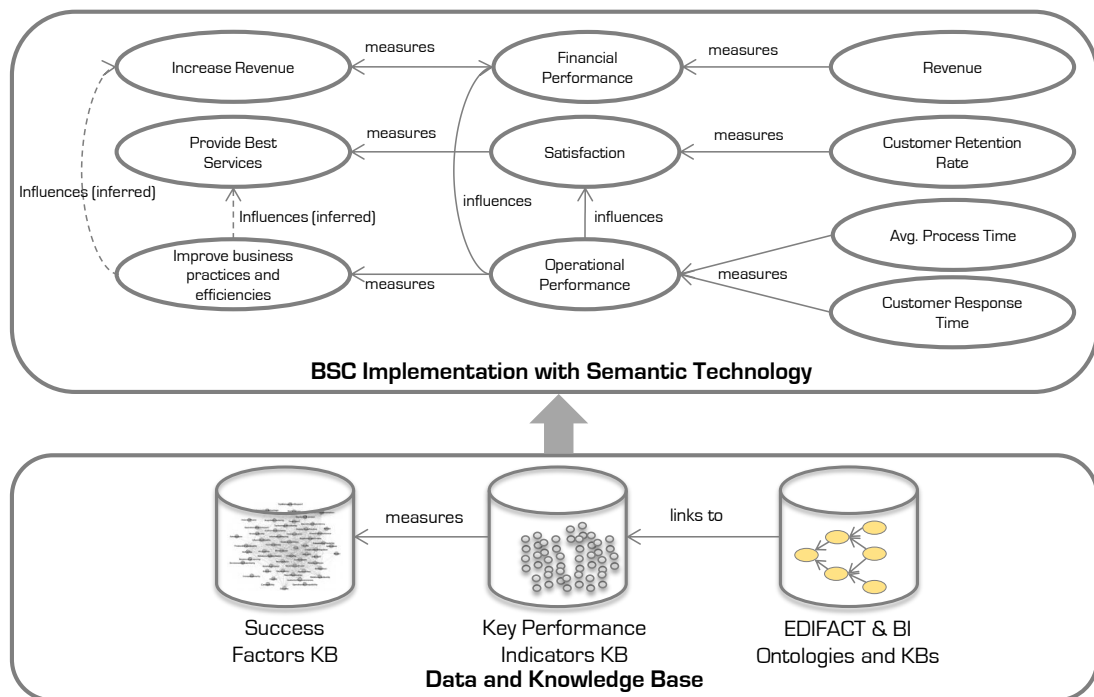 measures
measures
Increase Revenue
Financial
Performance
Revenue
measures
measures
Provide Best
Services
Satisfaction
Customer Retention
Rate
Influences (inferred)
Influences (inferred)
influences
influences
Avg. Process Time
Improve business
practices and
efficiencies
measures
Operational
Performance
measures
Customer Response
Time
BSC Implementation with Semantic Technology
measures
links to
Success
Factors KB
Key Performance
Indicators KB
EDIFACT & BI
Ontologies and KBs
Data and Knowledge Base